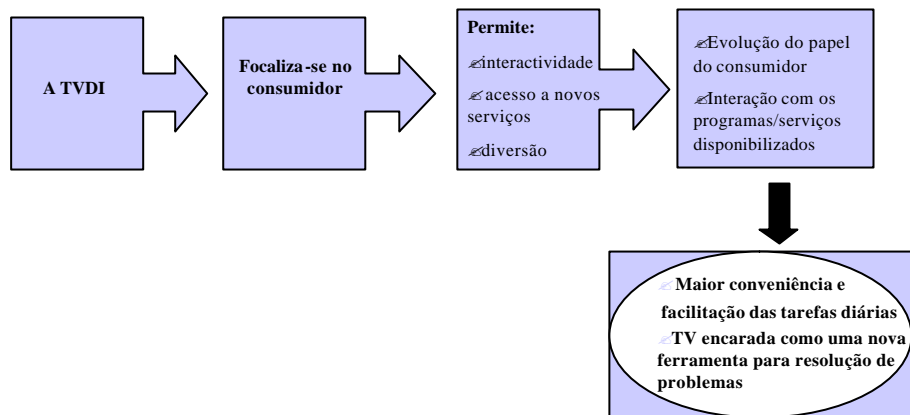 A TVDI
Focaliza-se no
consumidor
Permite:
interactividade
acesso a novos
serviços
diversão
Evolução do papel
do consumidor
Interação com os
programas/serviços
disponibilizados
Maior conveniência e
facilitação das tarefas diárias
TV encarada como uma nova
ferramenta para resolução de
problemas